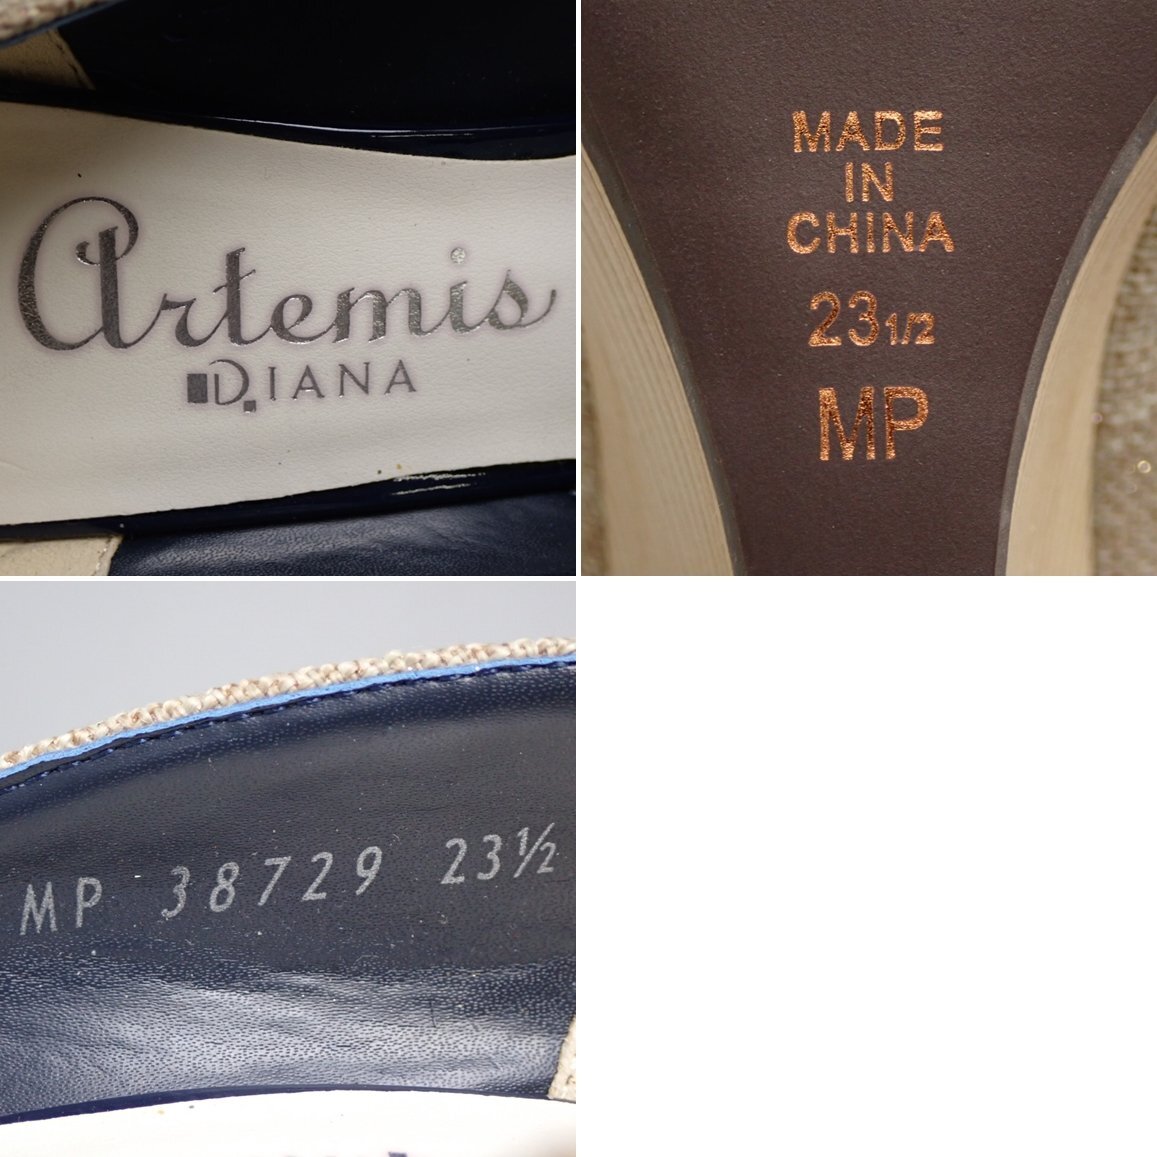 Artemis
DIANA
MADE
IN
CHINA
23 1/2
MP
MP 38729 23½